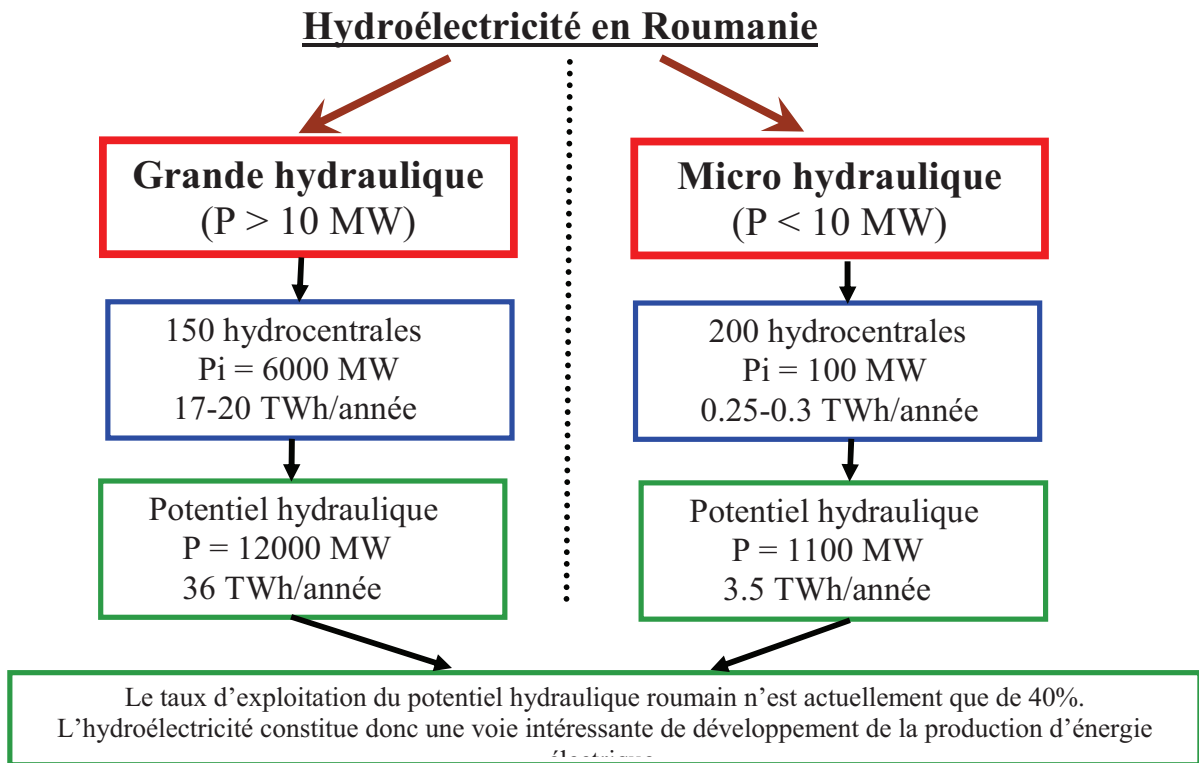 Hydroélectricité en Roumanie
Grande hydraulique
(P > 10 MW)
Micro hydraulique
(P < 10 MW)
150 hydrocentrales
Pi = 6000 MW
17-20 TWh/année
200 hydrocentrales
Pi = 100 MW
0.25-0.3 TWh/année
Potentiel hydraulique
P = 12000 MW
36 TWh/année
Potentiel hydraulique
P = 1100 MW
3.5 TWh/année
Le taux d’exploitation du potentiel hydraulique roumain n’est actuellement que de 40%.
L’hydroélectricité constitue donc une voie intéressante de développement de la production d’énergie